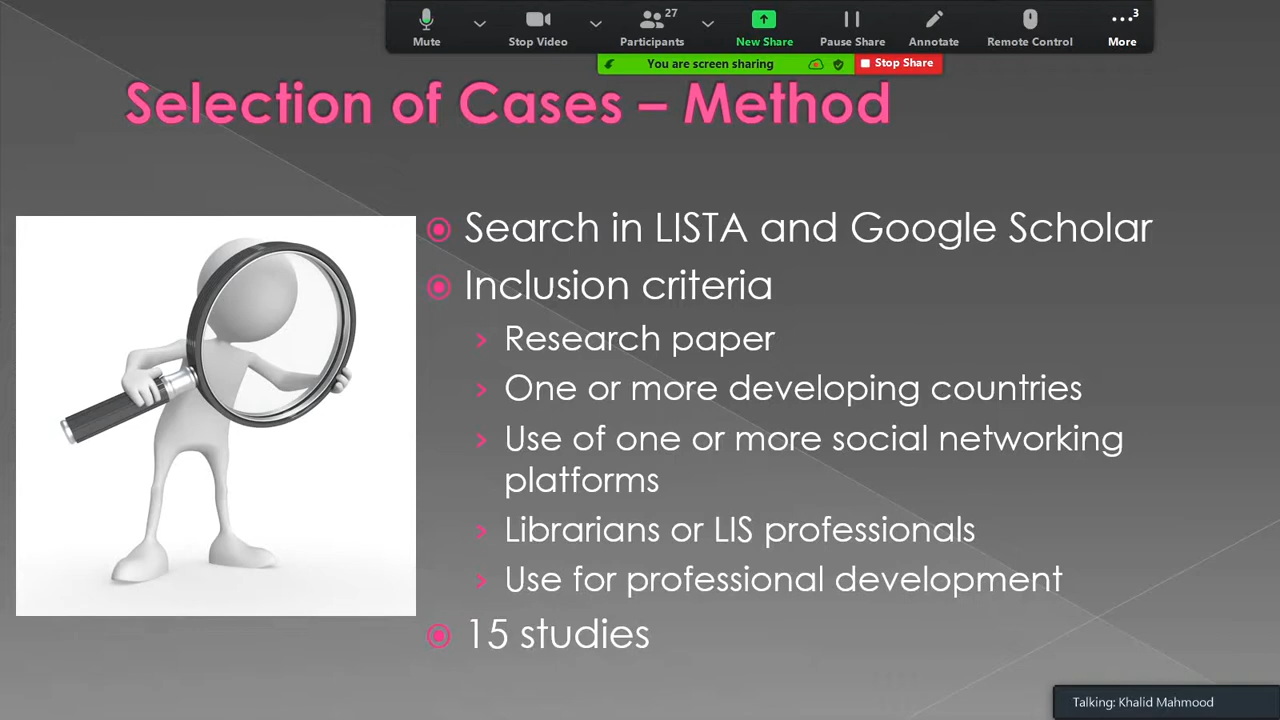 27
3
Mute
Stop Video
Participants
New Share
Pause Share
Annotate
Remote Control
More
You are screen sharing
Stop Share
Selection of Cases – Method
Search in LISTA and Google Scholar
Inclusion criteria
Research paper
One or more developing countries
Use of one or more social networking
platforms
Librarians or LIS professionals
Use for professional development
15 studies
Talking: Khalid Mahmood